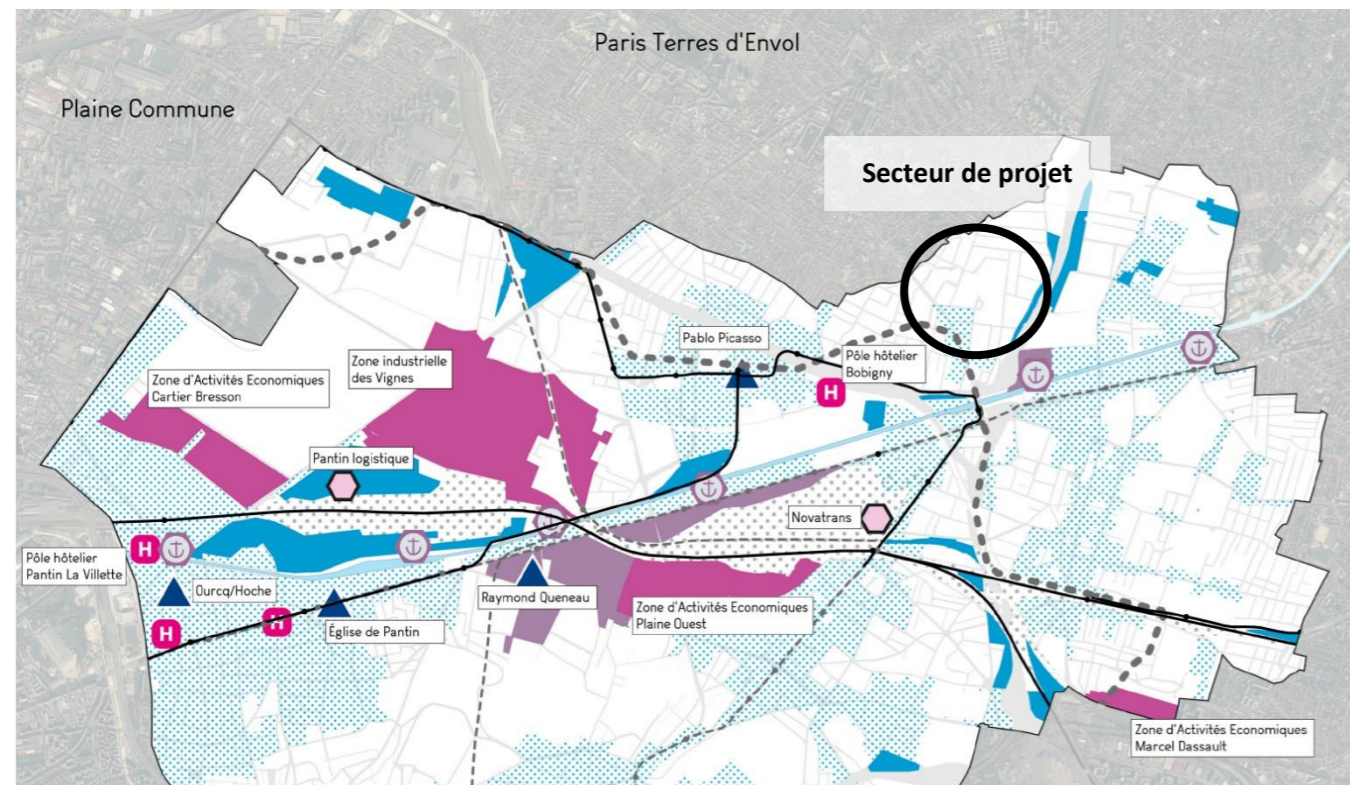 Paris Terres d'Envol
Plaine Commune
Secteur de projet
Pablo Picasso
Pôle hôtelier
Bobigny
Zone industrielle
des Vignes
Zone d'Activités Economiques
Cartier Bresson
H
Pantin logistique
Novatrans
H
Pôle hôtelier
Pantin La Villette
Ourcq/Hoche
Raymond Queneau
Zone d'Activités Economiques
Plaine Ouest
H
H
Église de Pantin
Zone d'Activités Economiques
Marcel Dassault